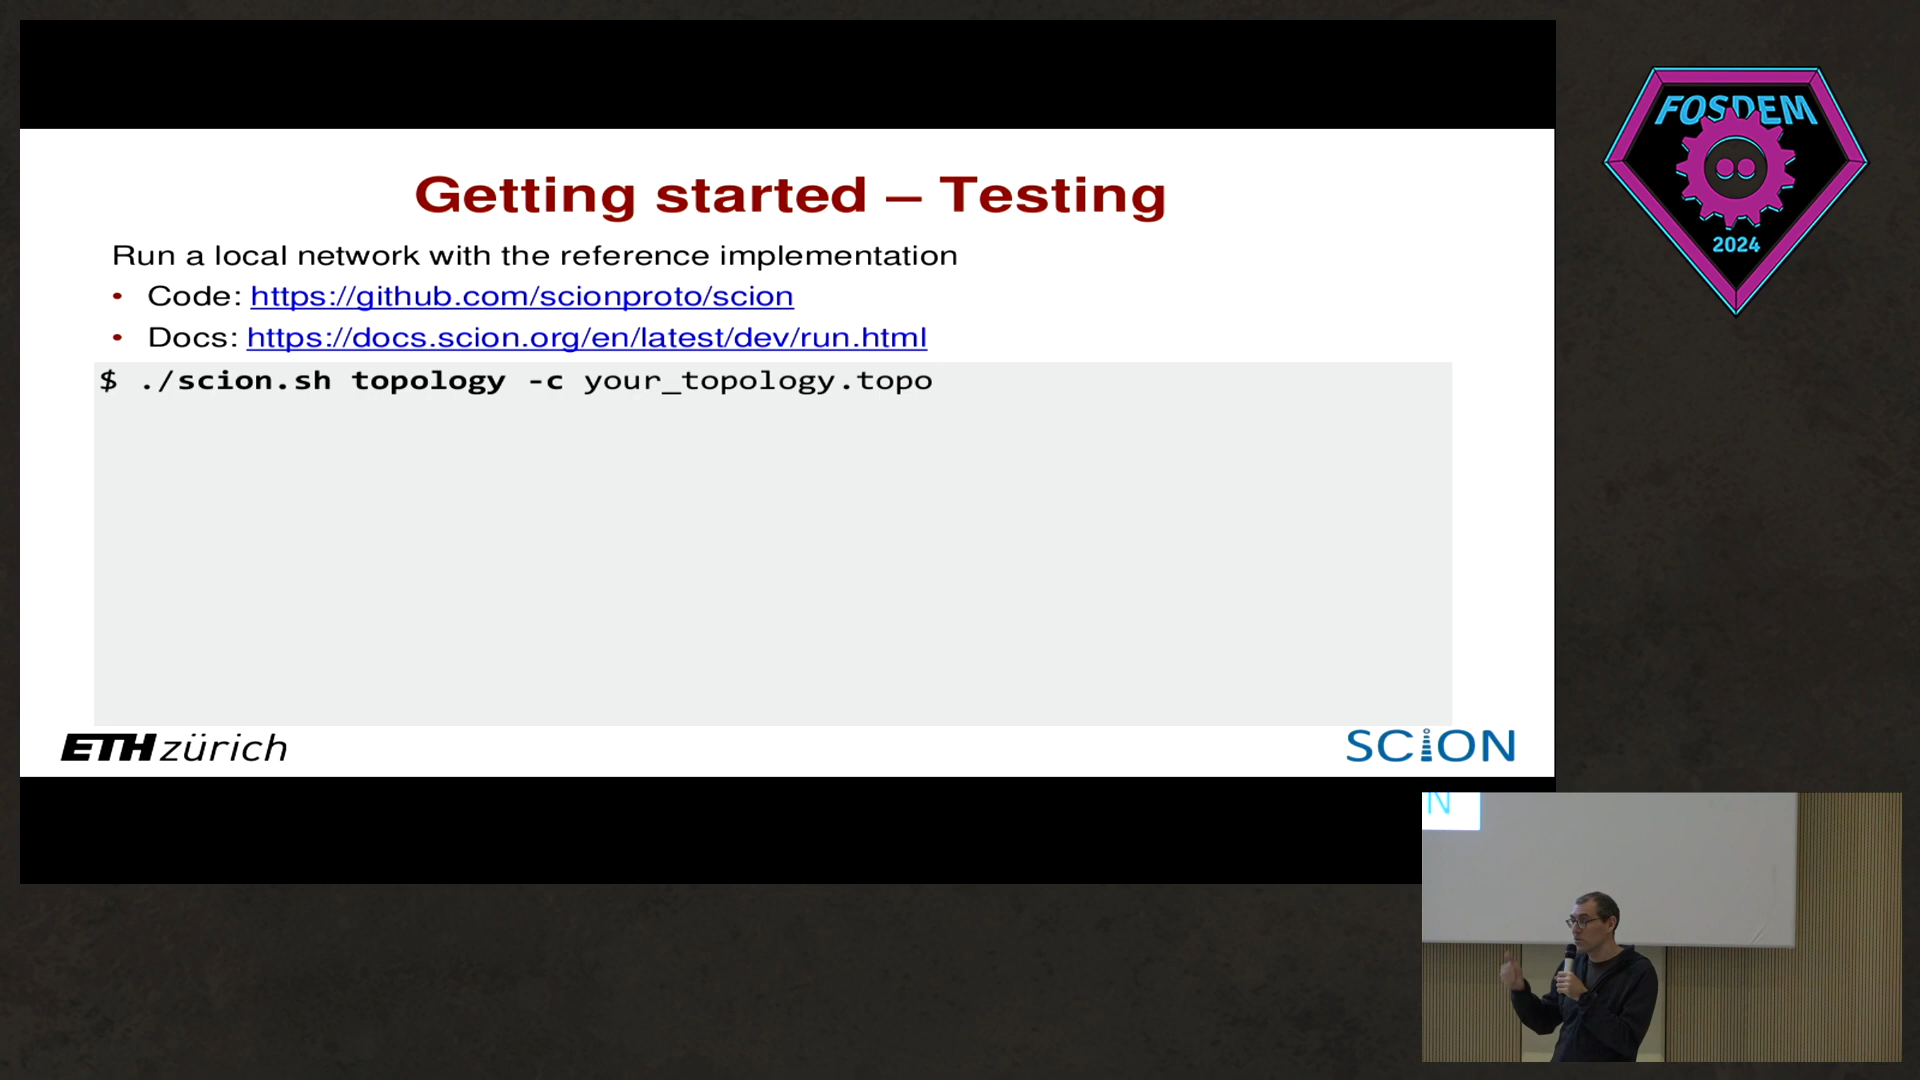 Getting started – Testing
Run a local network with the reference implementation
• Code: https://github.com/scionproto/scion
• Docs: https://docs.scion.org/en/latest/dev/run.html
$ ./scion.sh topology -c your_topology.topo
ETH zürich
SCiON
FOSDEM
2024
N